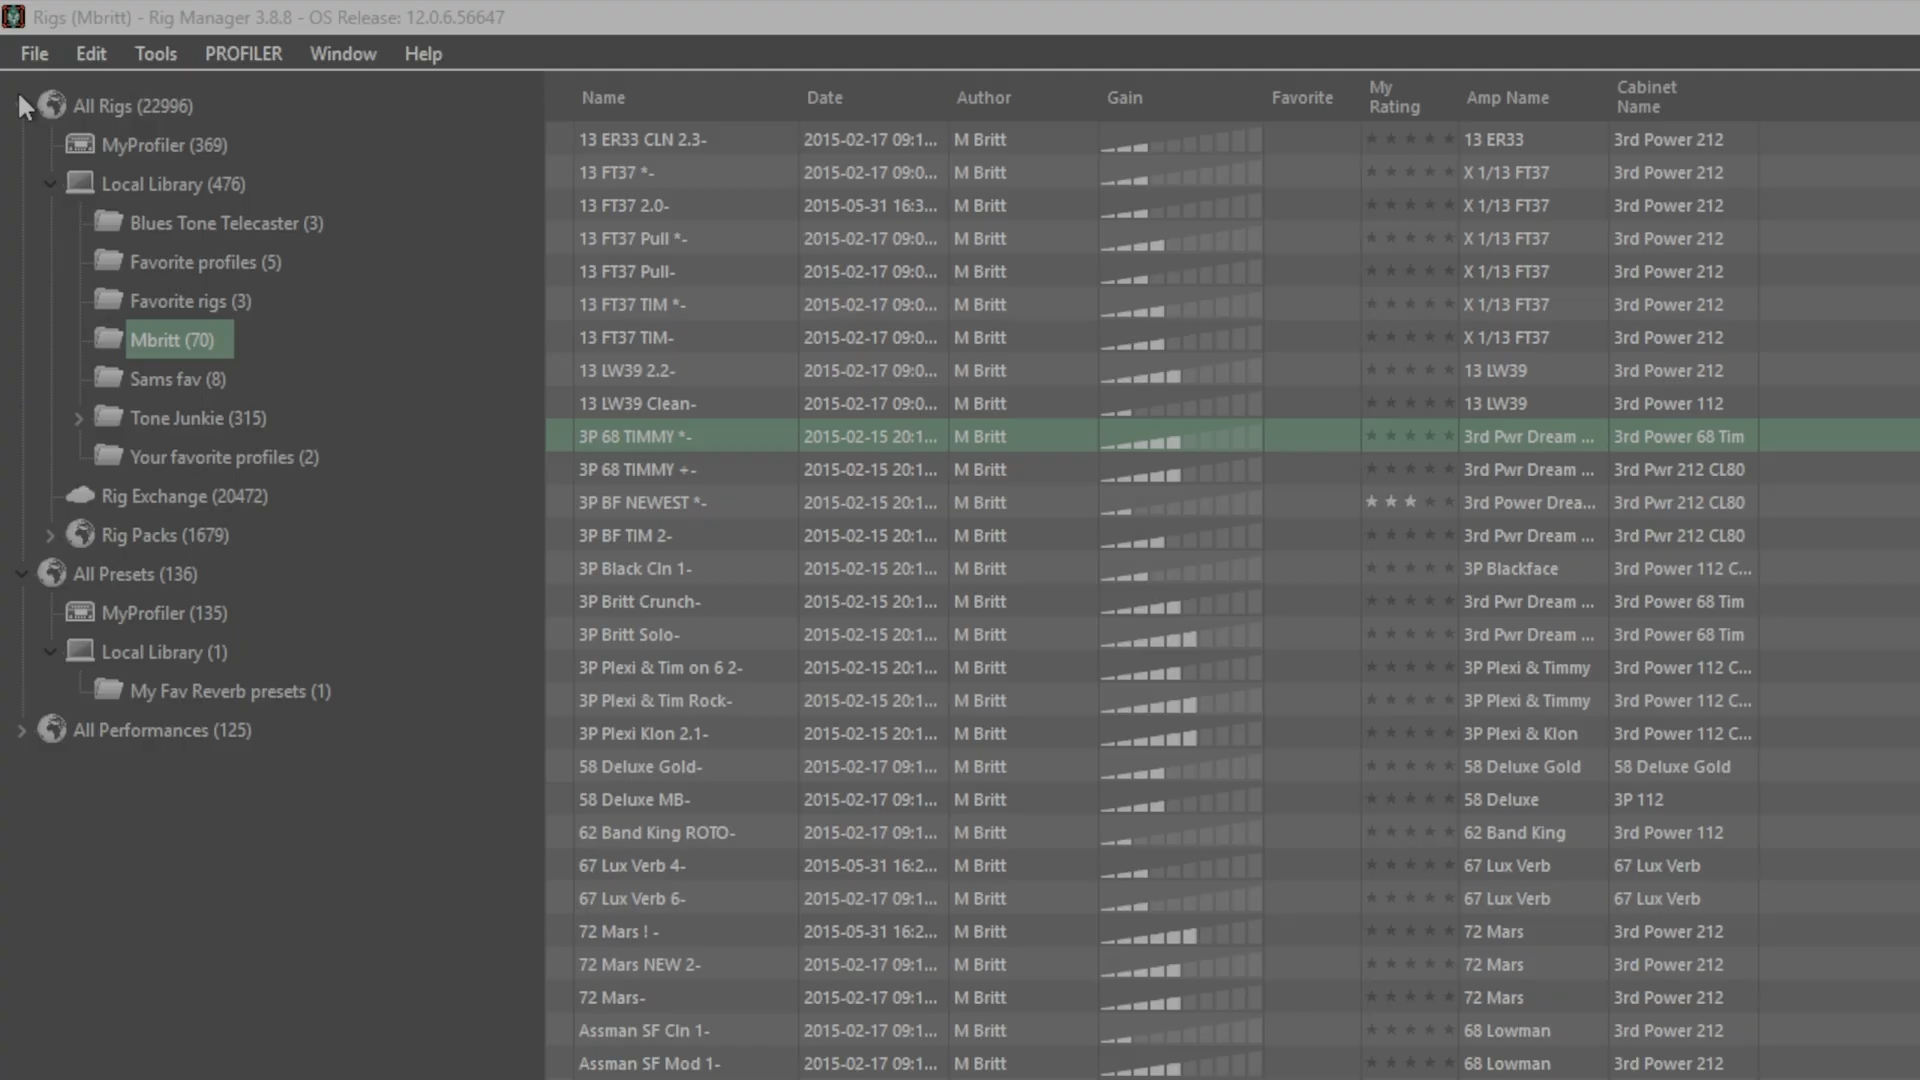 Rigs (Mbritt) - Rig Manager 3.8.8 - OS Release: 12.0.6.56647
File Edit Tools PROFILER Window Help
All Rigs (22996)
MyProfiler (369)
Local Library (476)
Blues Tone Telecaster (3)
Favorite profiles (5)
Favorite rigs (3)
Mbritt (70)
Sams fav (8)
Tone Junkie (315)
Your favorite profiles (2)
Rig Exchange (20472)
Rig Packs (1679)
All Presets (136)
MyProfiler (135)
Local Library (1)
My Fav Reverb presets (1)
All Performances (125)
Name Date Author Gain Favorite My Rating Amp Name Cabinet Name
13 ER33 CLN 2.3- 2015-02-17 09:1... M Britt 13 ER33 3rd Power 212
13 FT37 *- 2015-02-17 09:0... M Britt X 1/13 FT37 3rd Power 212
13 FT37 2.0- 2015-05-31 16:3... M Britt X 1/13 FT37 3rd Power 212
13 FT37 Pull *- 2015-02-17 09:0... M Britt X 1/13 FT37 3rd Power 212
13 FT37 Pull- 2015-02-17 09:0... M Britt X 1/13 FT37 3rd Power 212
13 FT37 TIM *- 2015-02-17 09:0... M Britt X 1/13 FT37 3rd Power 212
13 FT37 TIM- 2015-02-17 09:0... M Britt X 1/13 FT37 3rd Power 212
13 LW39 2.2- 2015-02-17 09:0... M Britt 13 LW39 3rd Power 212
13 LW39 Clean- 2015-02-17 09:0... M Britt 13 LW39 3rd Power 112
3P 68 TIMMY *- 2015-02-15 20:1... M Britt 3rd Pwr Dream ... 3rd Power 68 Tim
3P 68 TIMMY +- 2015-02-15 20:1... M Britt 3rd Pwr Dream ... 3rd Pwr 212 CL80
3P BF NEWEST *- 2015-02-15 20:1... M Britt 3rd Power Drea... 3rd Pwr 212 CL80
3P BF TIM 2- 2015-02-15 20:1... M Britt 3rd Pwr Dream ... 3rd Pwr 212 CL80
3P Black Cln 1- 2015-02-15 20:1... M Britt 3P Blackface 3rd Power 112 C...
3P Britt Crunch- 2015-02-15 20:1... M Britt 3rd Pwr Dream ... 3rd Power 68 Tim
3P Britt Solo- 2015-02-15 20:1... M Britt 3rd Pwr Dream ... 3rd Power 68 Tim
3P Plexi & Tim on 6 2- 2015-02-15 20:1... M Britt 3P Plexi & Timmy 3rd Power 112 C...
3P Plexi & Tim Rock- 2015-02-15 20:1... M Britt 3P Plexi & Timmy 3rd Power 112 C...
3P Plexi Klon 2.1- 2015-02-15 20:1... M Britt 3P Plexi & Klon 3rd Power 112 C...
58 Deluxe Gold- 2015-02-17 09:1... M Britt 58 Deluxe Gold 58 Deluxe Gold
58 Deluxe MB- 2015-02-17 09:1... M Britt 58 Deluxe 3P 112
62 Band King ROTO- 2015-02-17 09:1... M Britt 62 Band King 3rd Power 112
67 Lux Verb 4- 2015-05-31 16:2... M Britt 67 Lux Verb 67 Lux Verb
67 Lux Verb 6- 2015-02-17 09:1... M Britt 67 Lux Verb 67 Lux Verb
72 Mars ! - 2015-05-31 16:2... M Britt 72 Mars 3rd Power 212
72 Mars NEW 2- 2015-02-17 09:1... M Britt 72 Mars 3rd Power 212
72 Mars- 2015-02-17 09:1... M Britt 72 Mars 3rd Power 212
Assman SF Cln 1- 2015-02-17 09:1... M Britt 68 Lowman 3rd Power 212
Assman SF Mod 1- 2015-02-17 09:1... M Britt 68 Lowman 3rd Power 212